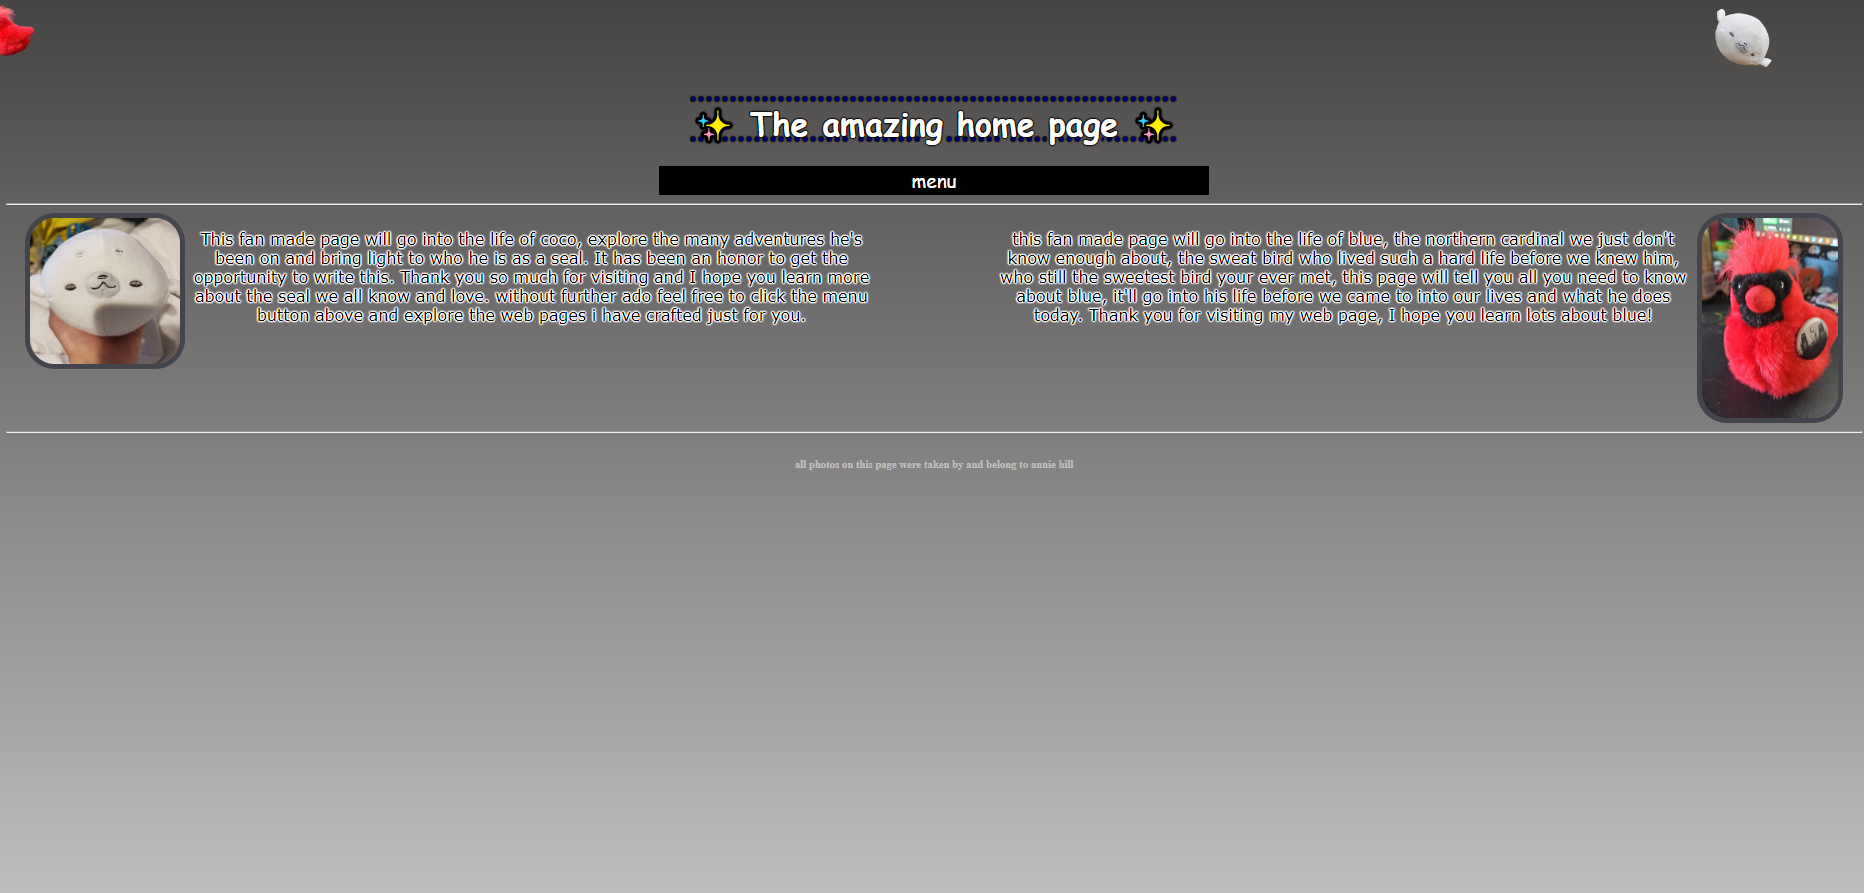 ✨ The amazing home page ✨
menu
This fan made page will go into the life of coco, explore the many adventures he's
been on and bring light to who he is as a seal. It has been an honor to get the
opportunity to write this. Thank you so much for visiting and I hope you learn more
about the seal we all know and love. without further ado feel free to click the menu
button above and explore the web pages i have crafted just for you.
this fan made page will go into the life of blue, the northern cardinal we just don't
know enough about, the sweat bird who lived such a hard life before we knew him,
who still the sweetest bird your ever met, this page will tell you all you need to know
about blue, it'll go into his life before we came to into our lives and what he does
today. Thank you for visiting my web page, I hope you learn lots about blue!
all photos on this page were taken by and belong to annie hill